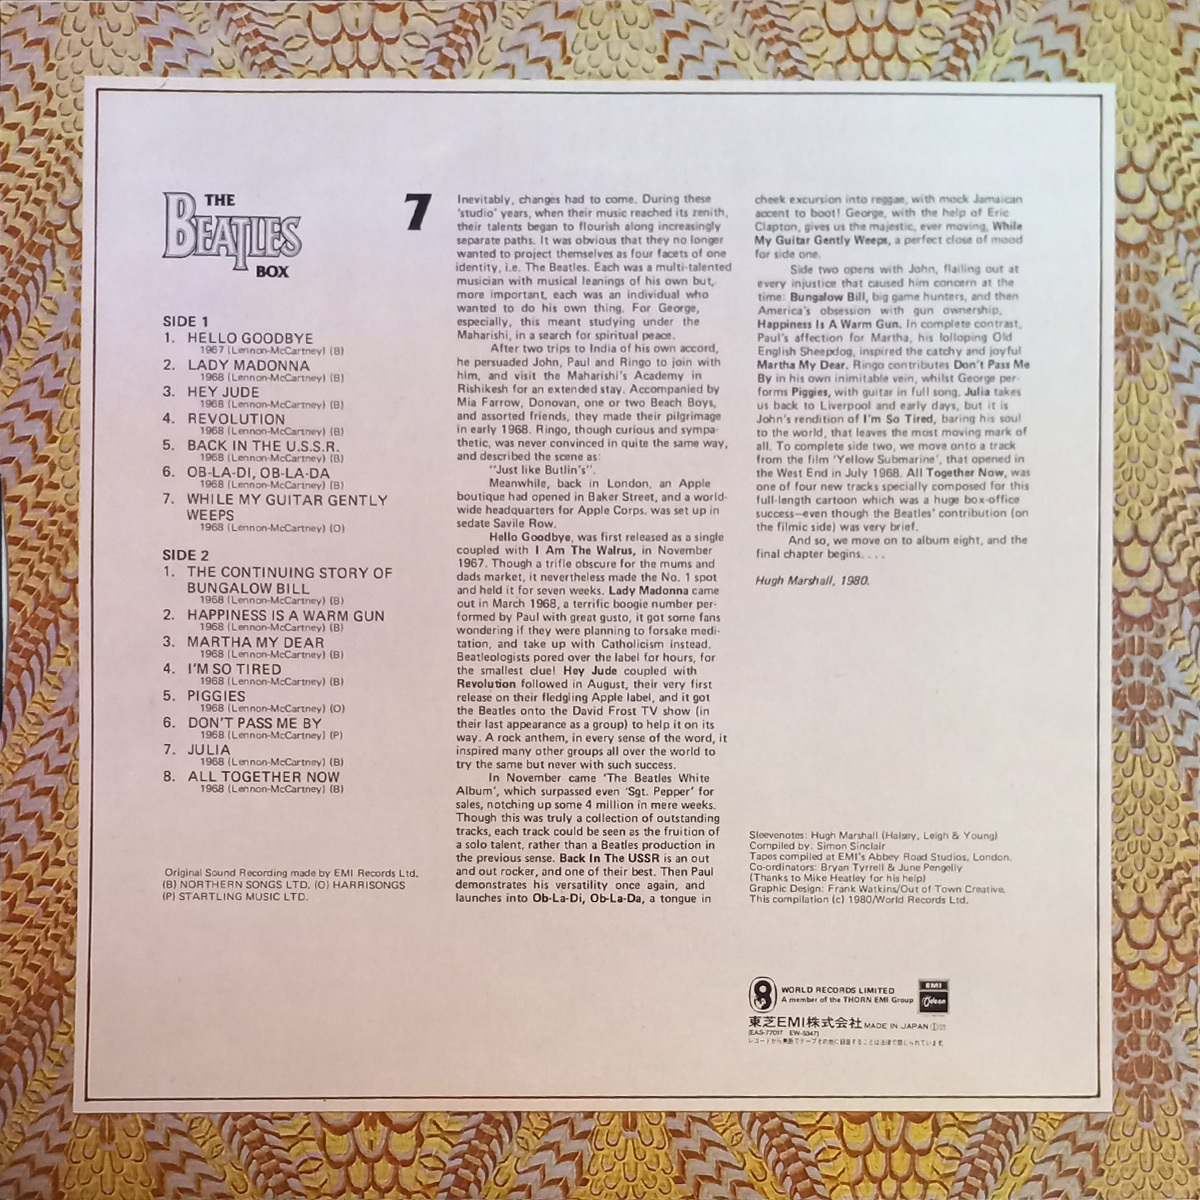 THE
BEATLES
BOX
7
SIDE 1
1. HELLO GOODBYE
1967 (Lennon-McCartney) (B)
2. LADY MADONNA
1968 (Lennon-McCartney) (B)
3. HEY JUDE
1968 (Lennon-McCartney) (B)
4. REVOLUTION
1968 (Lennon-McCartney) (B)
5. BACK IN THE U.S.S.R.
1968 (Lennon-McCartney) (B)
6. OB-LA-DI, OB-LA-DA
1968 (Lennon-McCartney) (B)
7. WHILE MY GUITAR GENTLY
WEEPS
1968 (Lennon-McCartney) (O)
SIDE 2
1. THE CONTINUING STORY OF
BUNGALOW BILL
1968 (Lennon-McCartney) (B)
2. HAPPINESS IS A WARM GUN
1968 (Lennon-McCartney) (B)
3. MARTHA MY DEAR
1968 (Lennon-McCartney) (B)
4. I'M SO TIRED
1968 (Lennon-McCartney) (B)
5. PIGGIES
1968 (Lennon-McCartney) (O)
6. DON'T PASS ME BY
1968 (Lennon-McCartney) (P)
7. JULIA
1968 (Lennon-McCartney) (B)
8. ALL TOGETHER NOW
1968 (Lennon-McCartney) (B)
Original Sound Recording made by EMI Records Ltd.
(B) NORTHERN SONGS LTD. (O) HARRISONGS
(P) STARTLING MUSIC LTD.
Inevitably, changes had to come. During these
'studio' years, when their music reached its zenith,
their talents began to flourish along increasingly
separate paths. It was obvious that they no longer
wanted to project themselves as four facets of one
identity, i.e. The Beatles. Each was a multi-talented
musician with musical leanings of his own but,
more important, each was an individual who
wanted to do his own thing. For George,
especially, this meant studying under the
Maharishi, in a search for spiritual peace.
After two trips to India of his own accord,
he persuaded John, Paul and Ringo to join with
him, and visit the Maharishi's Academy in
Rishikesh for an extended stay. Accompanied by
Mia Farrow, Donovan, one or two Beach Boys,
and assorted friends, they made their pilgrimage
in early 1968. Ringo, though curious and sympa-
thetic, was never convinced in quite the same way,
and described the scene as:
"Just like Butlin's".
Meanwhile, back in London, an Apple
boutique had opened in Baker Street, and a world-
wide headquarters for Apple Corps. was set up in
sedate Savile Row.
Hello Goodbye, was first released as a single
coupled with I Am The Walrus, in November
1967. Though a trifle obscure for the mums and
dads market, it nevertheless made the No. 1 spot
and held it for seven weeks. Lady Madonna came
out in March 1968, a terrific boogie number per-
formed by Paul with great gusto, it got some fans
wondering if they were planning to forsake medi-
tation, and take up with Catholicism instead.
Beatleologists pored over the label for hours, for
the smallest clue! Hey Jude coupled with
Revolution followed in August, their very first
release on their fledgling Apple label, and it got
the Beatles onto the David Frost TV show (in
their last appearance as a group) to help it on its
way. A rock anthem, in every sense of the word, it
inspired many other groups all over the world to
try the same but never with such success.
In November came 'The Beatles White
Album', which surpassed even 'Sgt. Pepper' for
sales, notching up some 4 million in mere weeks.
Though this was truly a collection of outstanding
tracks, each track could be seen as the fruition of
a solo talent, rather than a Beatles production in
the previous sense. Back In The USSR is an out
and out rocker, and one of their best. Then Paul
demonstrates his versatility once again, and
launches into Ob-La-Di, Ob-La-Da, a tongue in
cheek excursion into reggae, with mock Jamaican
accent to boot! George, with the help of Eric
Clapton, gives us the majestic, ever moving, While
My Guitar Gently Weeps, a perfect close of mood
for side one.
Side two opens with John, flailing out at
every injustice that caused him concern at the
time: Bungalow Bill, big game hunters, and then
America's obsession with gun ownership,
Happiness Is A Warm Gun. In complete contrast,
Paul's affection for Martha, his lolloping Old
English Sheepdog, inspired the catchy and joyful
Martha My Dear. Ringo contributes Don't Pass Me
By in his own inimitable vein, whilst George per-
forms Piggies, with guitar in full song. Julia takes
us back to Liverpool and early days, but it is
John's rendition of I'm So Tired, baring his soul
to the world, that leaves the most moving mark of
all. To complete side two, we move onto a track
from the film 'Yellow Submarine', that opened in
the West End in July 1968. All Together Now, was
one of four new tracks specially composed for this
full-length cartoon which was a huge box-office
success—even though the Beatles' contribution (on
the filmic side) was very brief.
And so, we move on to album eight, and the
final chapter begins. . . .
Hugh Marshall, 1980.
Sleevenotes: Hugh Marshall (Halsey, Leigh & Young)
Compiled by: Simon Sinclair
Tapes compiled at EMI's Abbey Road Studios, London.
Co-ordinators: Bryan Tyrrell & June Pengelly
(Thanks to Mike Heatley for his help)
Graphic Design: Frank Watkins/Out of Town Creative.
This compilation (c) 1980/World Records Ltd.
WORLD RECORDS LIMITED
A member of the THORN EMI Group
EMI
Odeon
東芝EMI株式会社 MADE IN JAPAN
(EAS-77017 EW-5347)
レコードから無断でテープその他に録音することは法律で禁じられています。